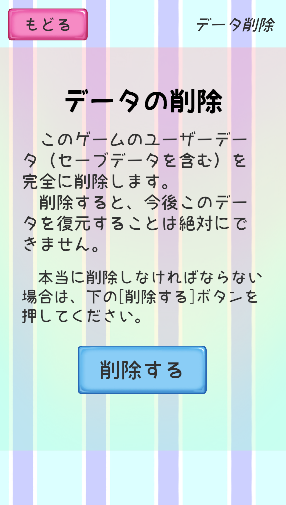 もどる
データ削除
データの削除
このゲームのユーザーデー
タ（セーブデータを含む）を
完全に削除します。
削除すると、今後このデー
タを復元することは絶対にで
きません。
本当に削除しなければならない
場合は、下の[削除する]ボタンを
押してください。
削除する